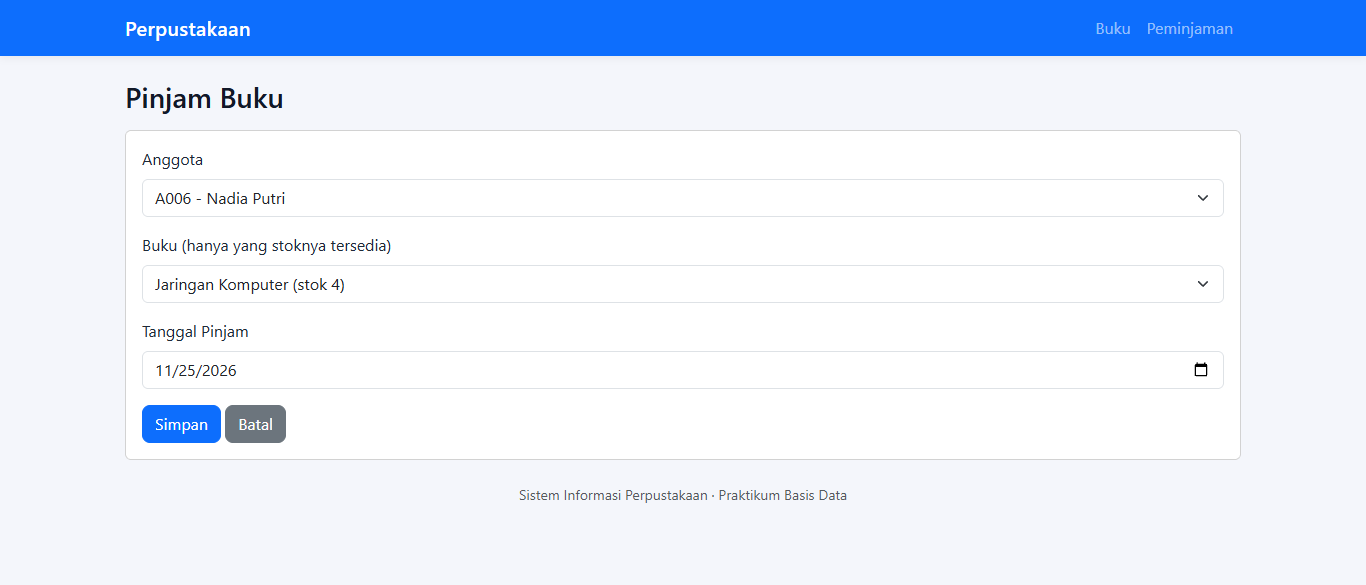 Perpustakaan
Buku Peminjaman
Pinjam Buku
Anggota
A006 - Nadia Putri
Buku (hanya yang stoknya tersedia)
Jaringan Komputer (stok 4)
Tanggal Pinjam
11/25/2026
Simpan Batal
Sistem Informasi Perpustakaan · Praktikum Basis Data